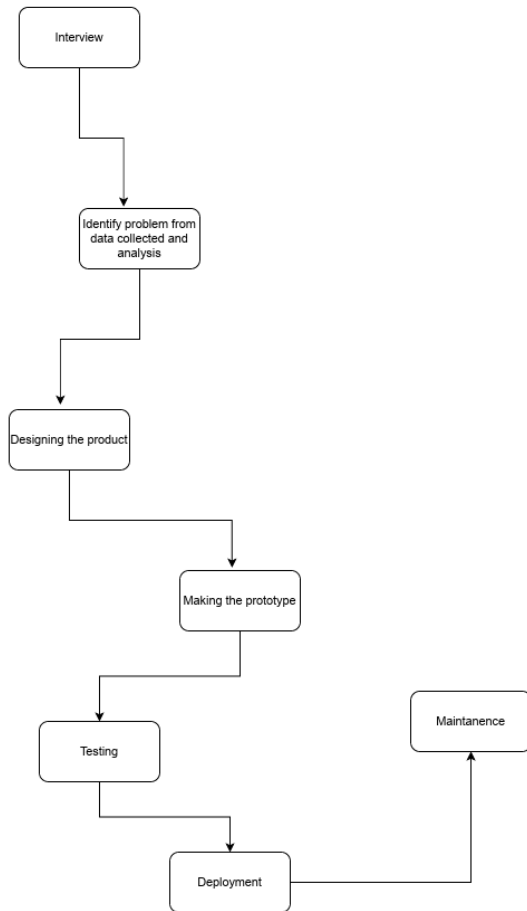 Interview
Identify problem from
data collected and
analysis
Designing the product
Making the prototype
Maintanence
Testing
Deployment